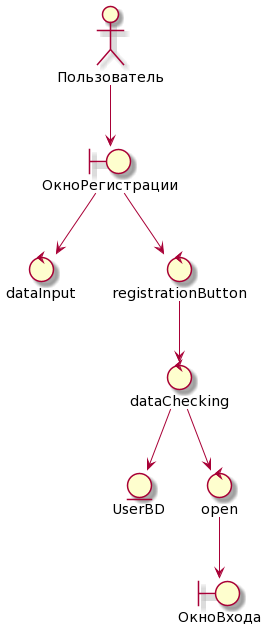 Пользователь
ОкноРегистрации
dataInput
registrationButton
dataChecking
UserBD
open
ОкноВхода